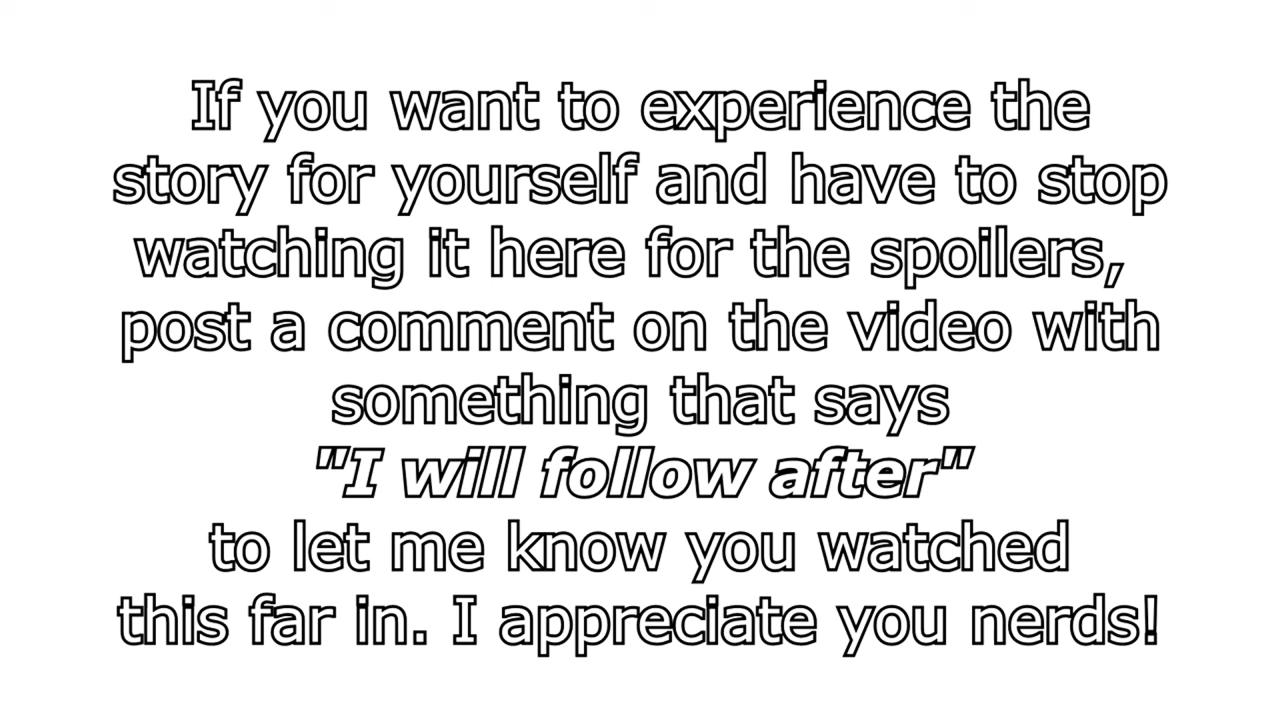 If you want to experience the
story for yourself and have to stop
watching it here for the spoilers,
post a comment on the video with
something that says
"I will follow after"
to let me know you watched
this far in. I appreciate you nerds!